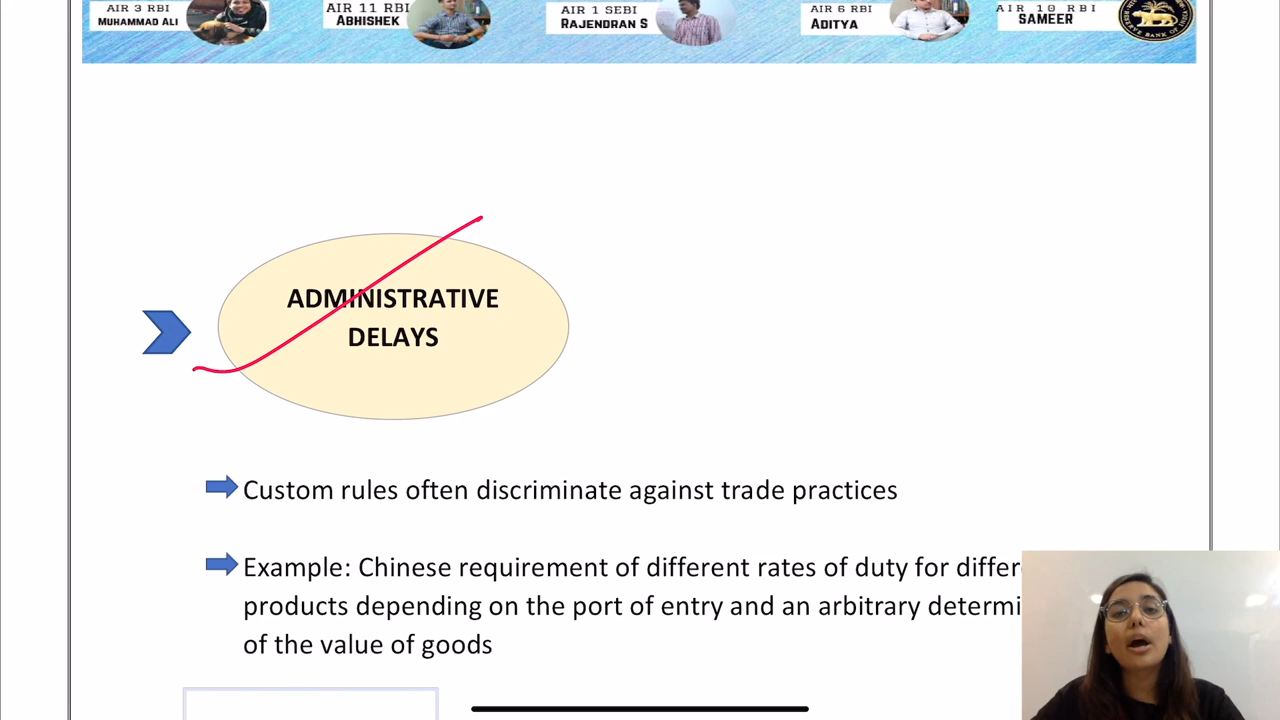 AIR 3 RBI
MUHAMMAD ALI
AIR 11 RBI
ABHISHEK
AIR 1 SEBI
RAJENDRAN S
AIR 6 RBI
ADITYA
AIR 10 RBI
SAMEER
ADMINISTRATIVE
DELAYS
Custom rules often discriminate against trade practices
Example: Chinese requirement of different rates of duty for
products depending on the port of entry and an arbitrary
of the value of goods